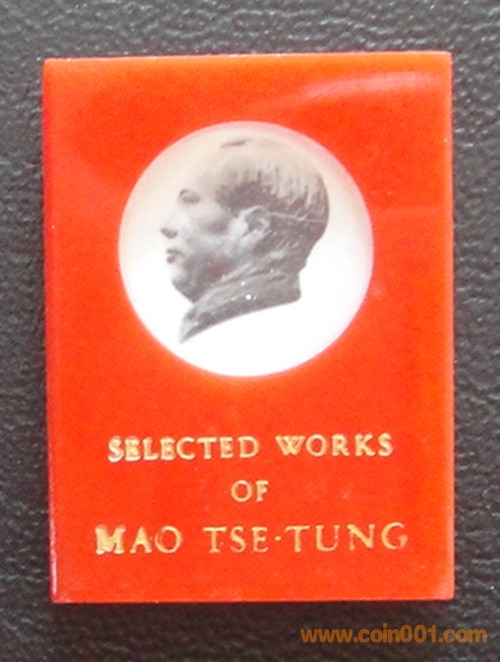 SELECTED WORKS
OF
MAO TSE-TUNG
www.coin001.com